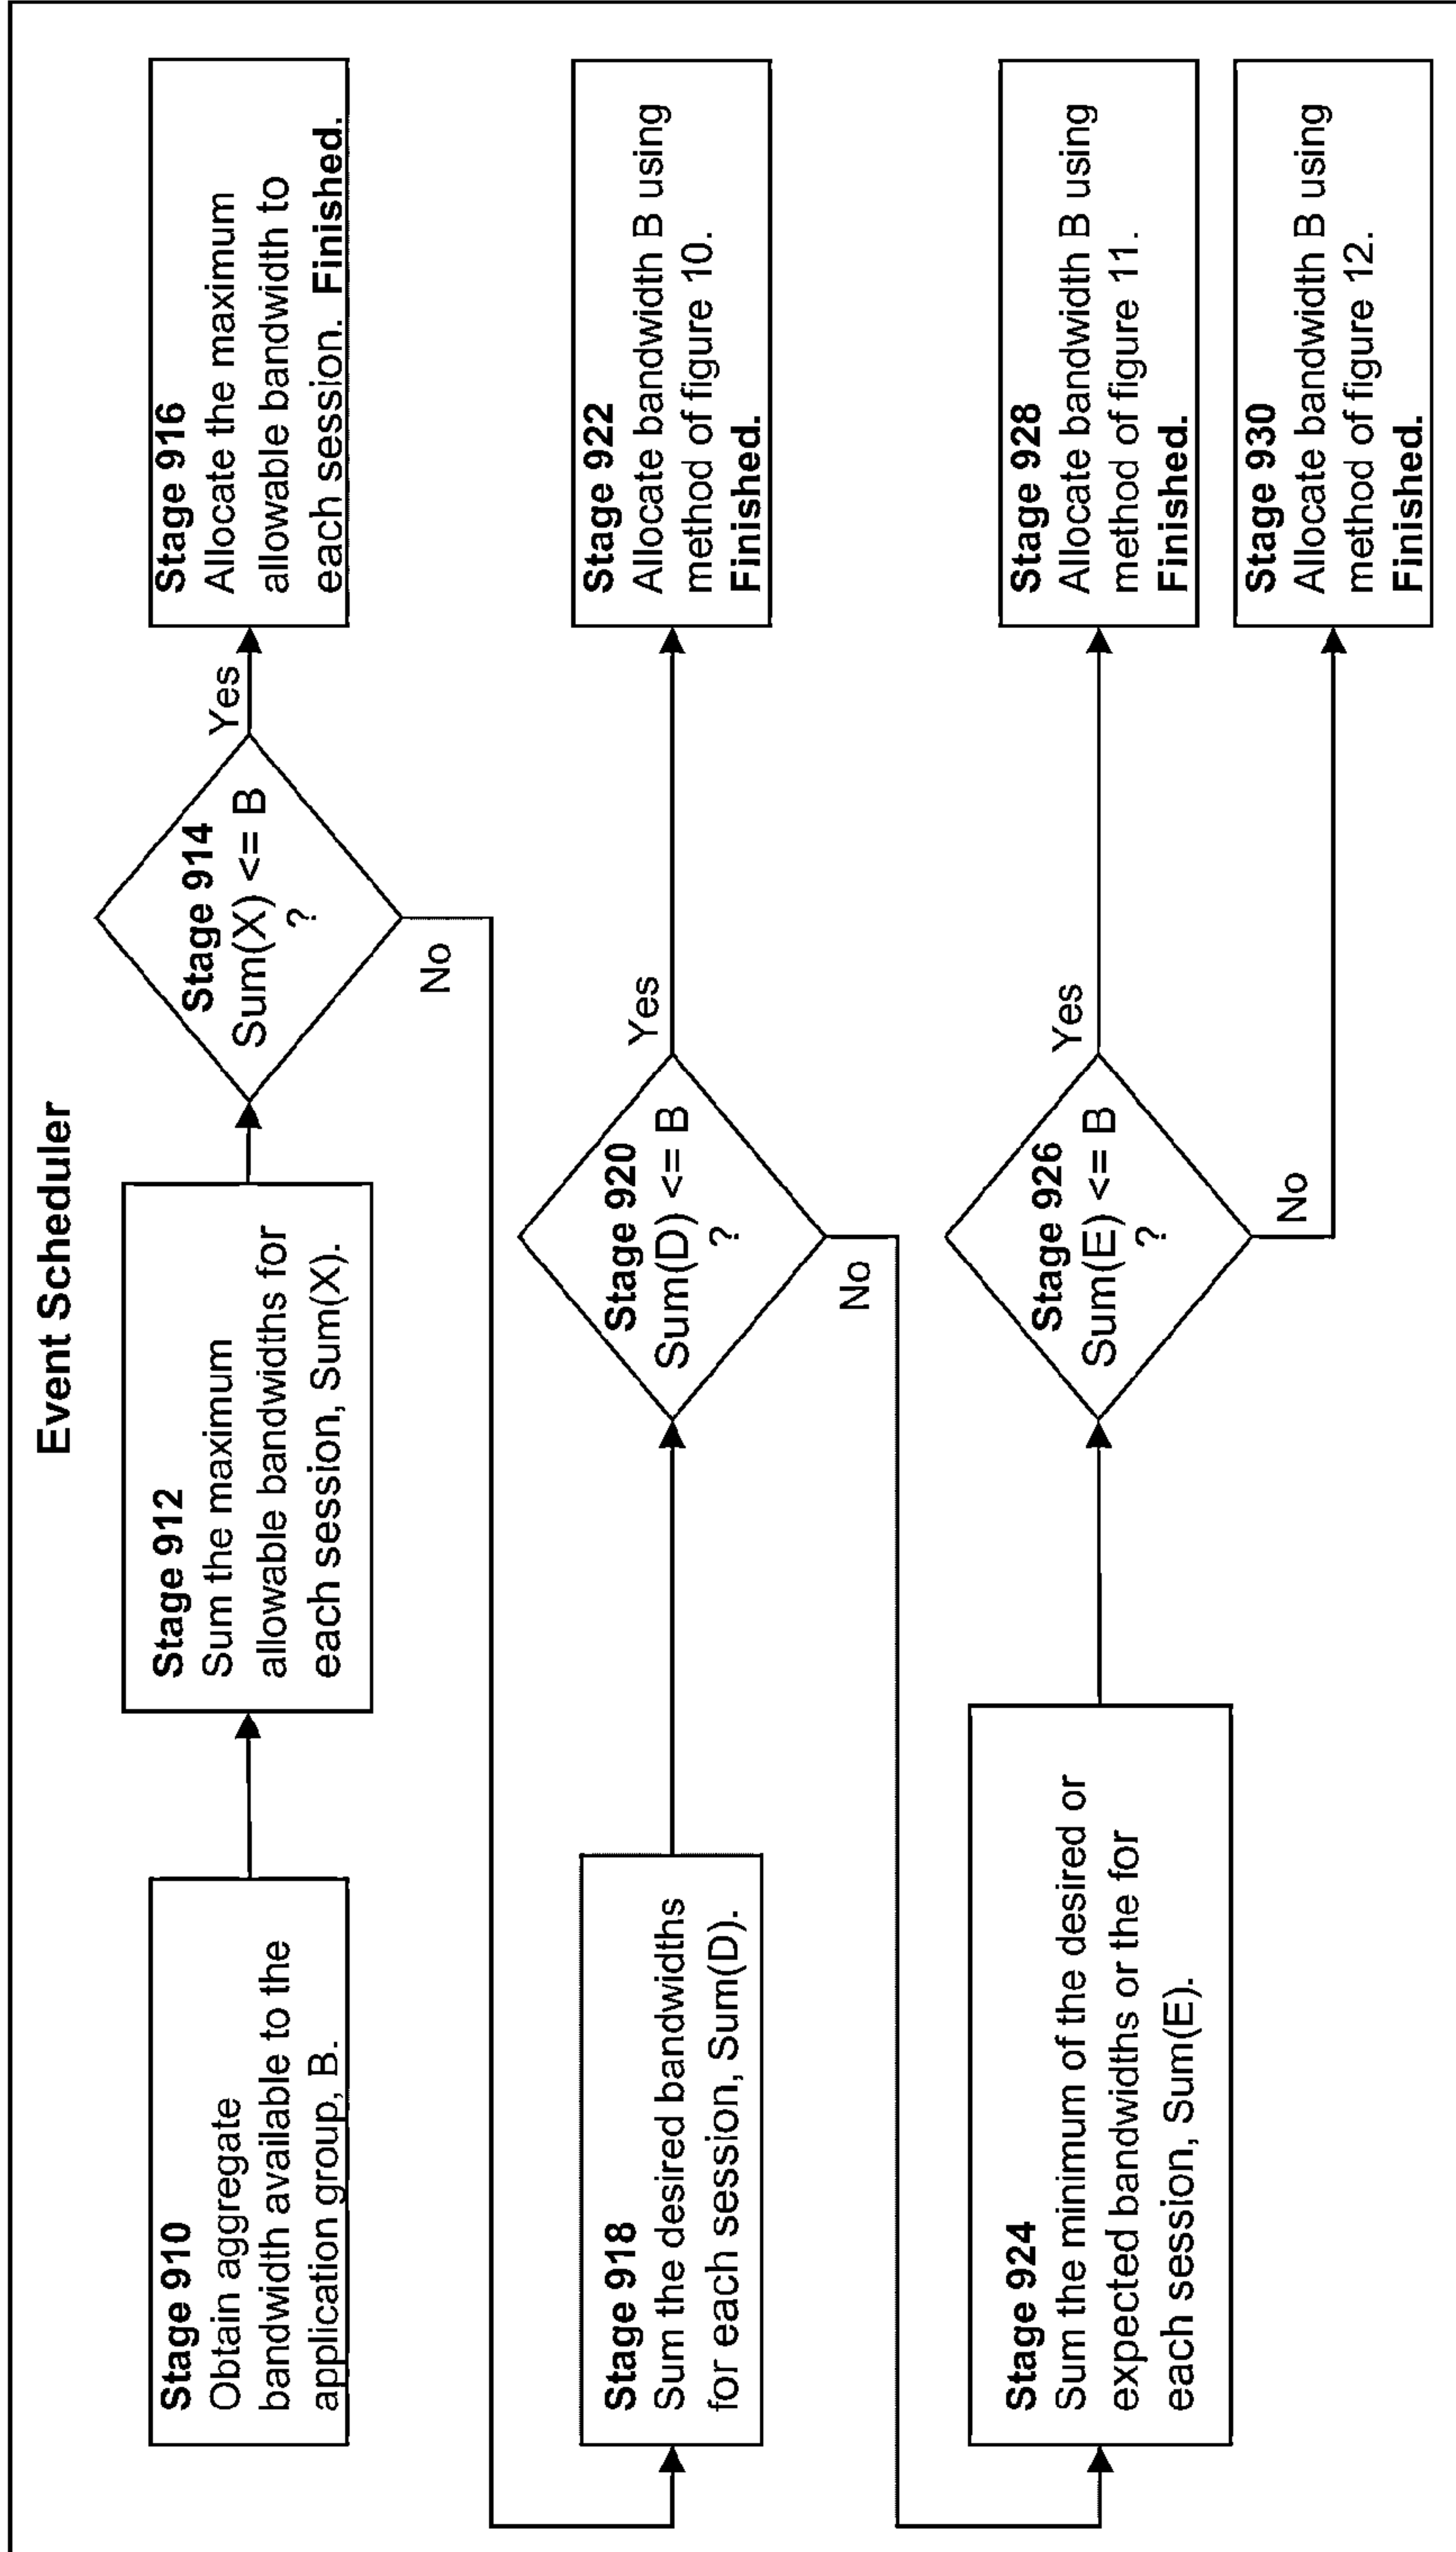 Event Scheduler
Stage 910
Obtain aggregate
bandwidth available to the
application group, B.
Stage 912
Sum the maximum
allowable bandwidths for
each session, Sum(X).
Stage 914
Sum(X) <= B
?
Yes
No
Stage 916
Allocate the maximum
allowable bandwidth to
each session. Finished.
Stage 918
Sum the desired bandwidths
for each session, Sum(D).
Stage 920
Sum(D) <= B
?
Yes
No
Stage 922
Allocate bandwidth B using
method of figure 10.
Finished.
Stage 924
Sum the minimum of the desired or
expected bandwidths or the for
each session, Sum(E).
Stage 926
Sum(E) <= B
?
Yes
No
Stage 928
Allocate bandwidth B using
method of figure 11.
Finished.
Stage 930
Allocate bandwidth B using
method of figure 12.
Finished.